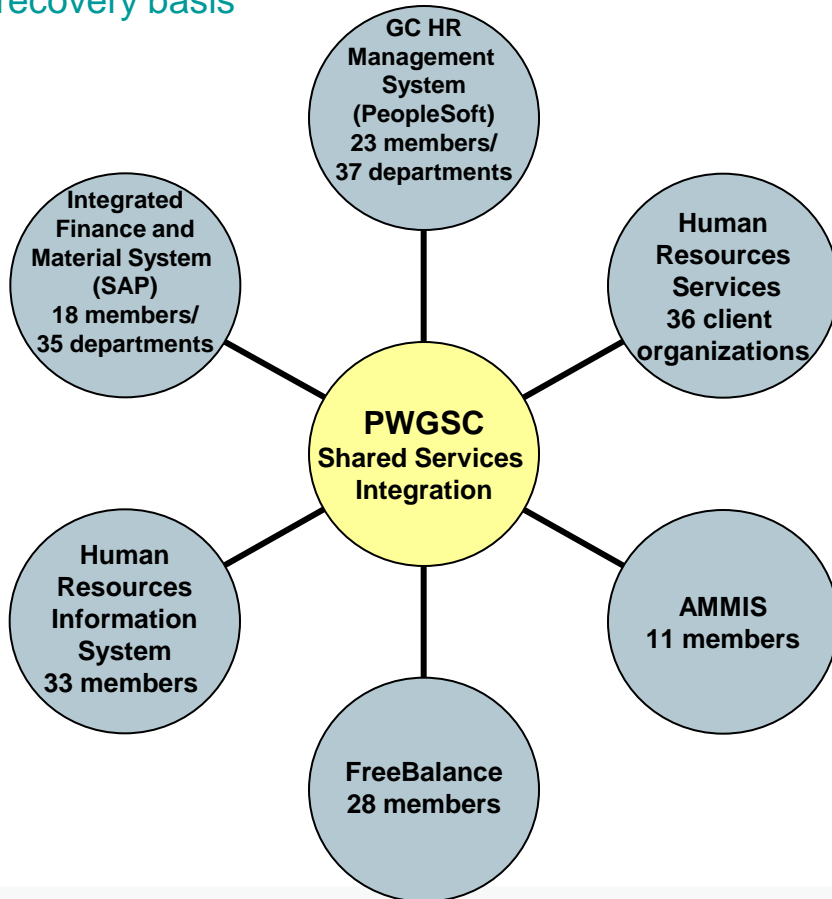 recovery basis
GC HR
Management
System
(PeopleSoft)
23 members/
37 departments
Integrated
Finance and
Material System
(SAP)
18 members/
35 departments
Human
Resources
Services
36 client
organizations
PWGSC
Shared Services
Integration
Human
Resources
Information
System
33 members
AMMIS
11 members
FreeBalance
28 members